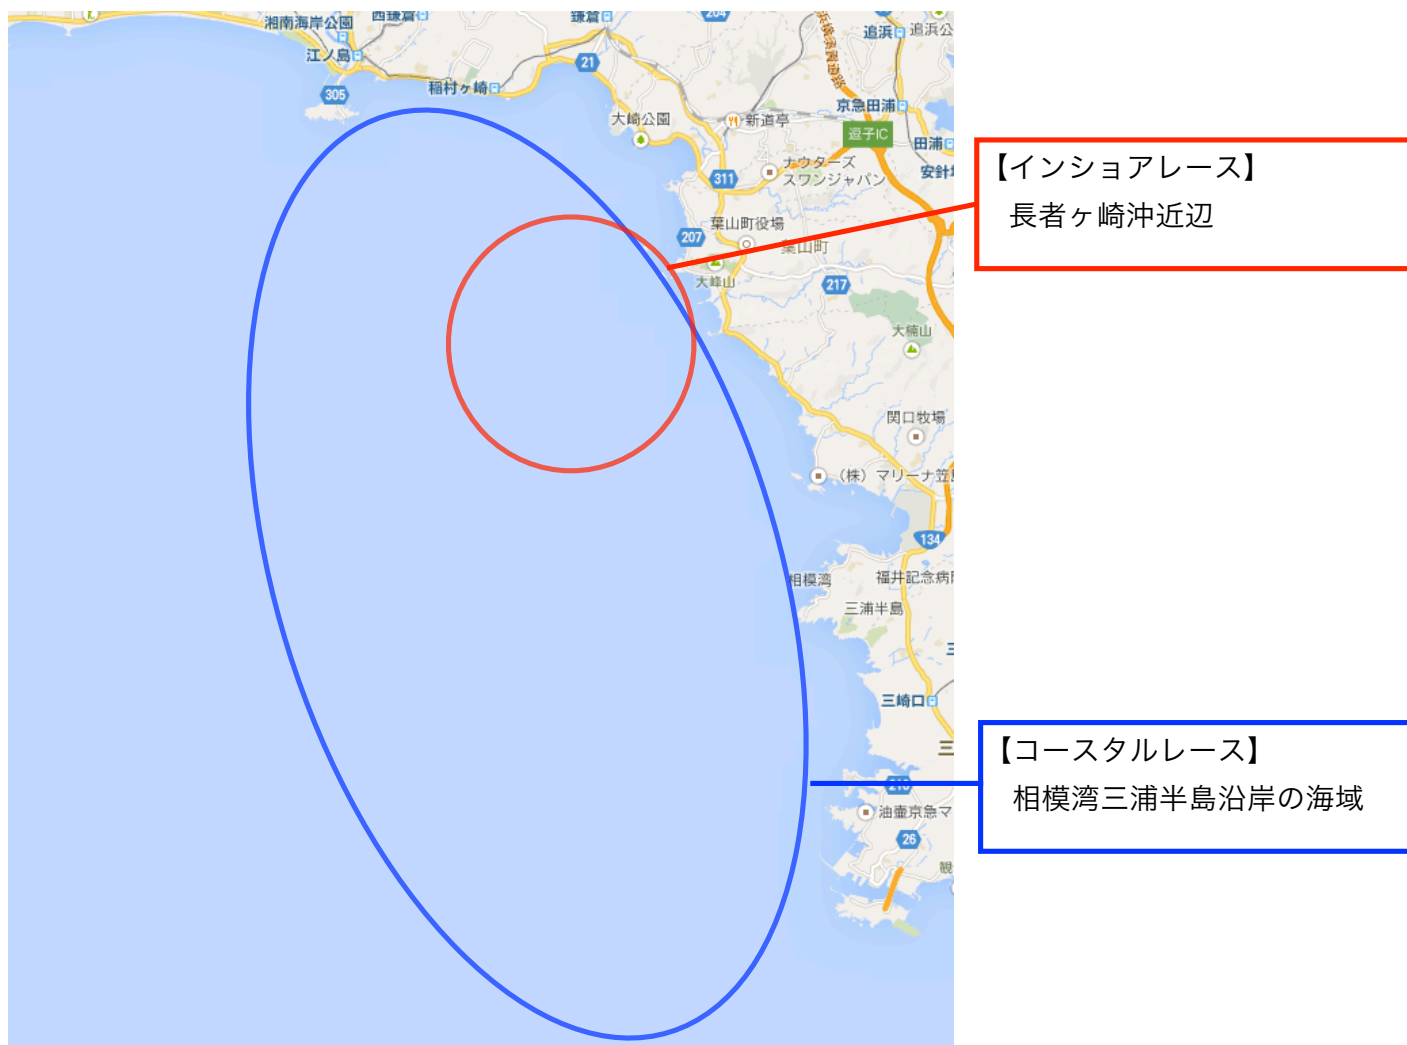 湘南海岸公園
西鎌倉
鎌倉
204
追浜
追浜公
江ノ島
21
305
稲村ヶ崎
大崎公園
新道亭
京急田浦
逗子IC
田浦
安針
ナウターズ
スワンジャパン
311
207
葉山町役場
葉山町
大峰山
217
大楠山
関口牧場
(株) マリーナ笠
134
相模湾
福井記念病
三浦半島
三崎口
三
油壷京急マ
26
観
【インショアレース】
長者ヶ崎沖近辺
【コースタルレース】
相模湾三浦半島沿岸の海域